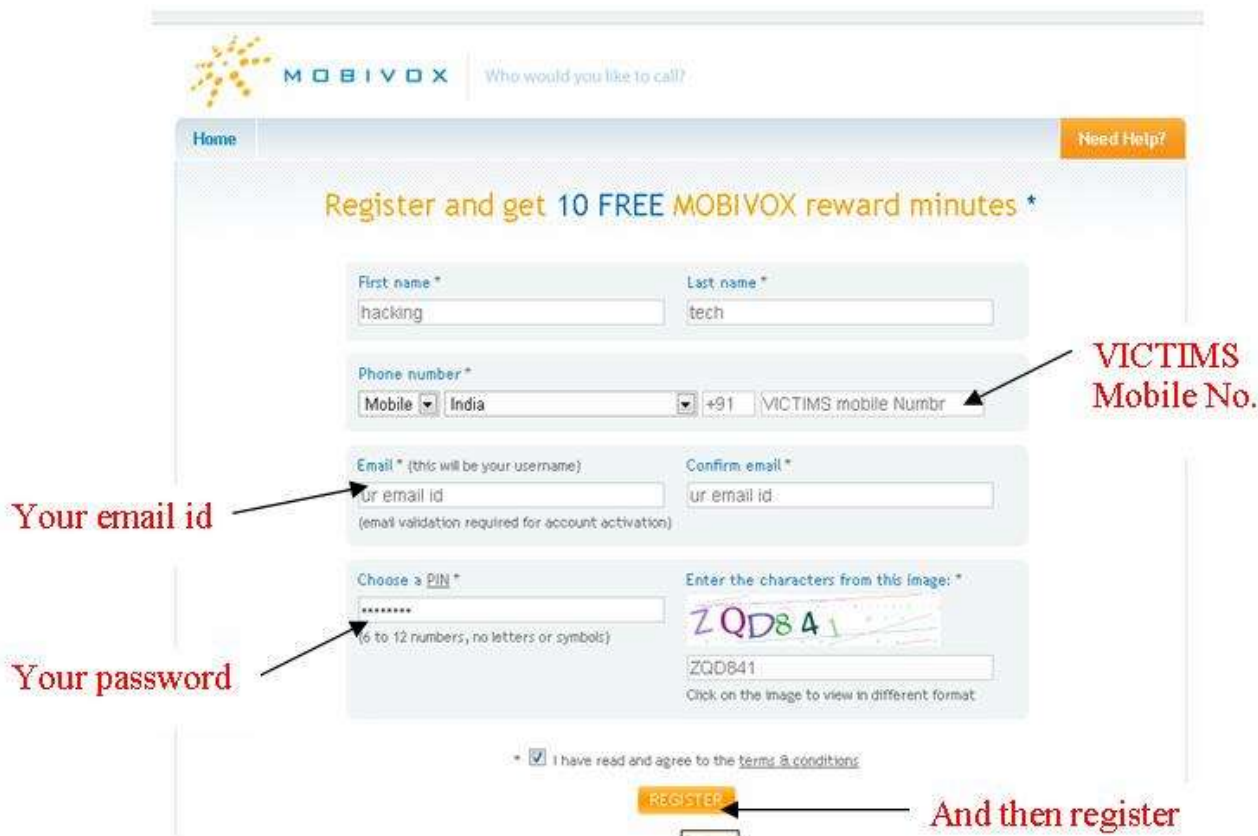 MOBIVOX Who would you like to call?
Home Need Help?
Register and get 10 FREE MOBIVOX reward minutes *
First name * Last name *
hacking tech
Phone number *
Mobile India +91 VICTIMS mobile Numbr
VICTIMS
Mobile No.
Email * (this will be your username) Confirm email *
ur email id ur email id
Your email id
(email validation required for account activation)
Choose a PIN * Enter the characters from this image: *
ZQD841
••••••••
(6 to 12 numbers, no letters or symbols)
ZQD841
Your password
Click on the image to view in different format
* I have read and agree to the terms & conditions
REGISTER
And then register